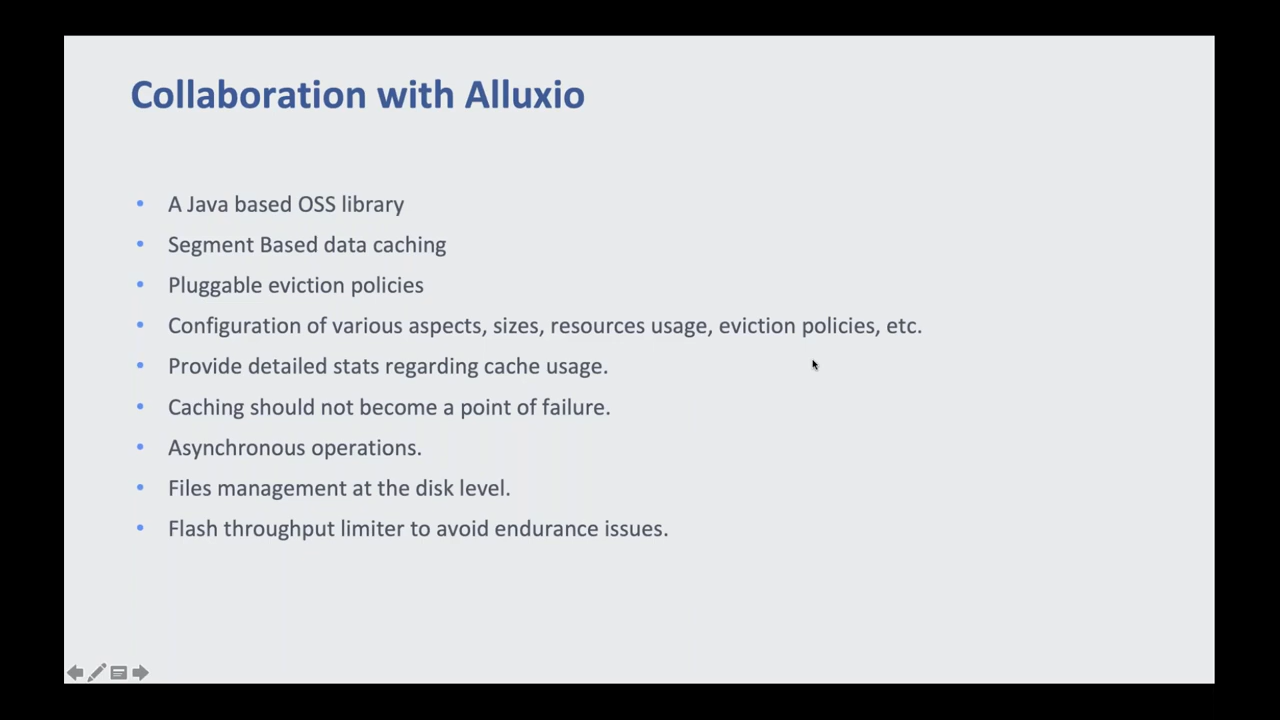 Collaboration with Alluxio
A Java based OSS library
Segment Based data caching
Pluggable eviction policies
Configuration of various aspects, sizes, resources usage, eviction policies, etc.
Provide detailed stats regarding cache usage.
Caching should not become a point of failure.
Asynchronous operations.
Files management at the disk level.
Flash throughput limiter to avoid endurance issues.